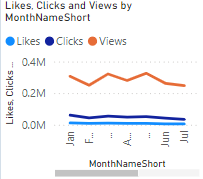 Likes, Clicks and Views by
MonthNameShort
Likes Clicks Views
Likes, Clicks ...
0.4M
0.2M
0.0M
Jan F... A... Jun Jul
MonthNameShort